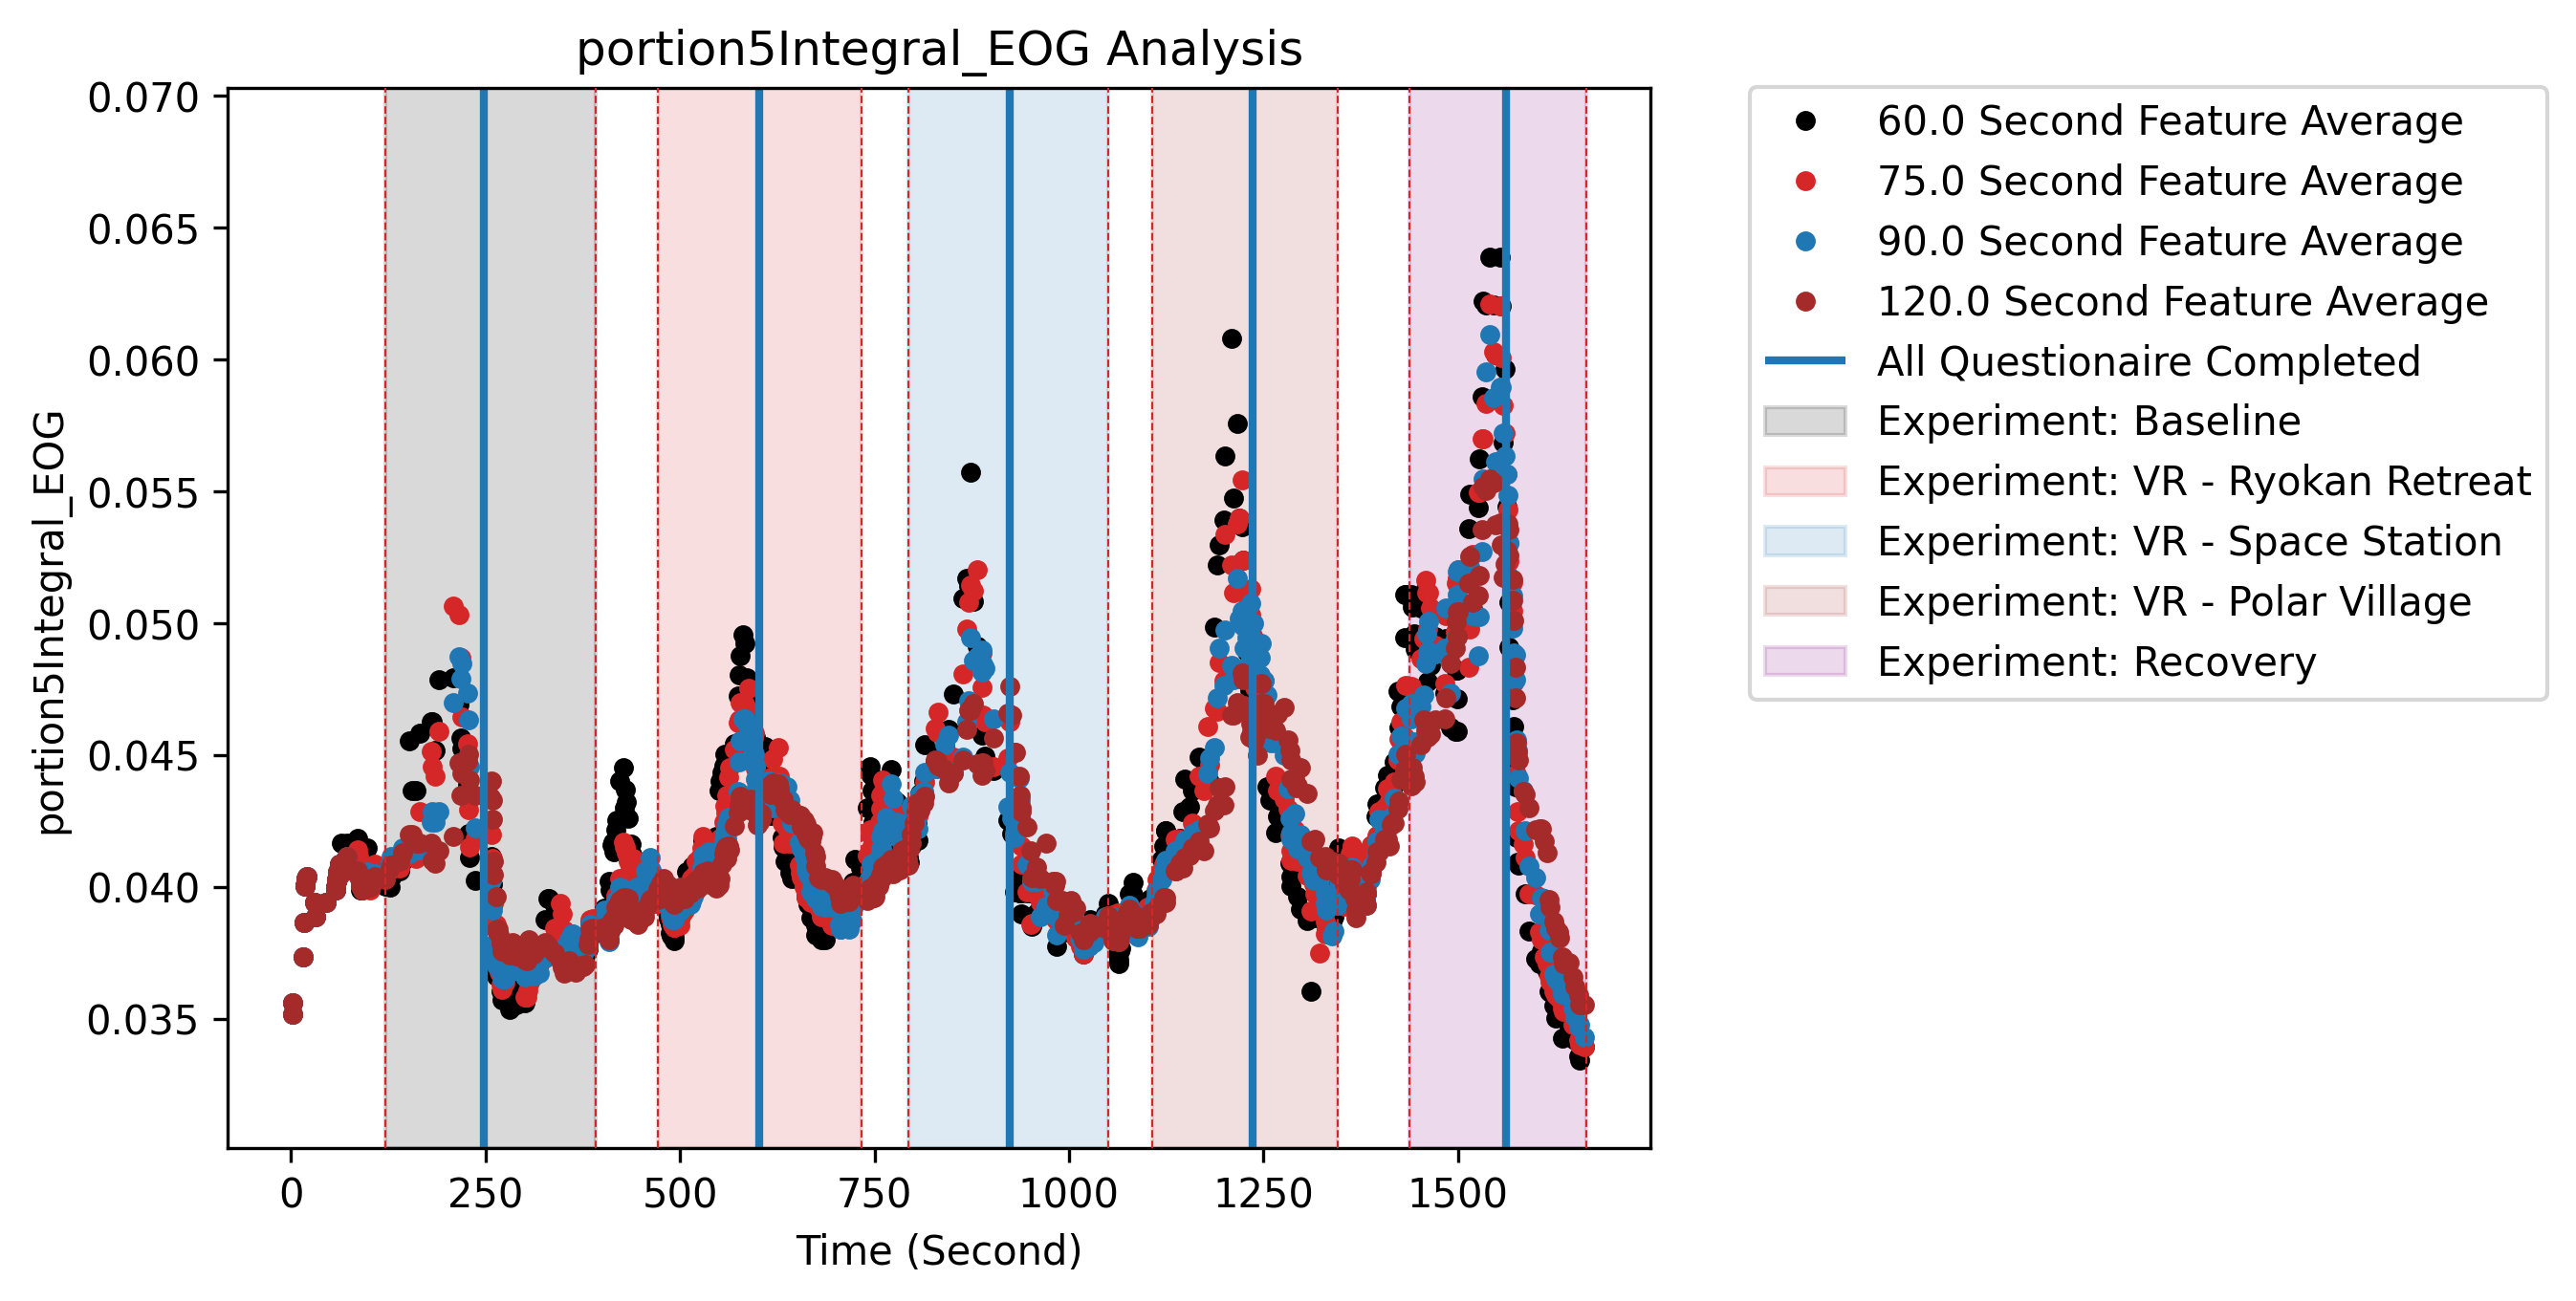 portion5Integral_EOG Analysis
0.070
0.065
0.060
0.055
0.050
0.045
0.040
0.035
portion5Integral_EOG
0
250
500
750
1000
1250
1500
Time (Second)
60.0 Second Feature Average
75.0 Second Feature Average
90.0 Second Feature Average
120.0 Second Feature Average
All Questionaire Completed
Experiment: Baseline
Experiment: VR - Ryokan Retreat
Experiment: VR - Space Station
Experiment: VR - Polar Village
Experiment: Recovery